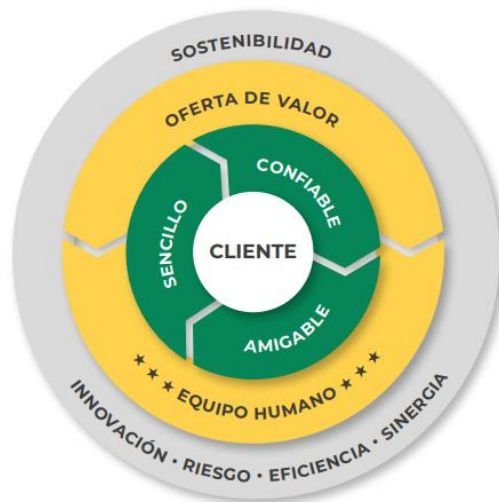 SOSTENIBILIDAD
OFERTA DE VALOR
CONFIABLE
SENCILLO
CLIENTE
AMIGABLE
★ ★ ★ EQUIPO HUMANO ★ ★ ★
INNOVACIÓN • RIESGO • EFICIENCIA • SINERGIA